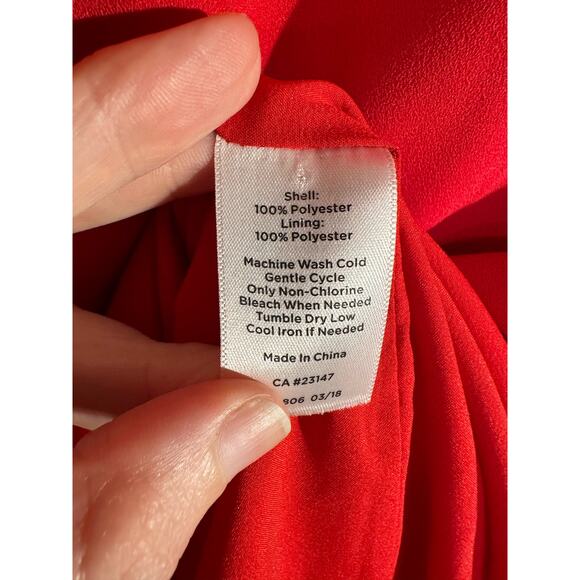 Shell:
100% Polyester
Lining:
100% Polyester
Machine Wash Cold
Gentle Cycle
Only Non-Chlorine
Bleach When Needed
Tumble Dry Low
Cool Iron If Needed
Made In China
CA #23147
806 03/18